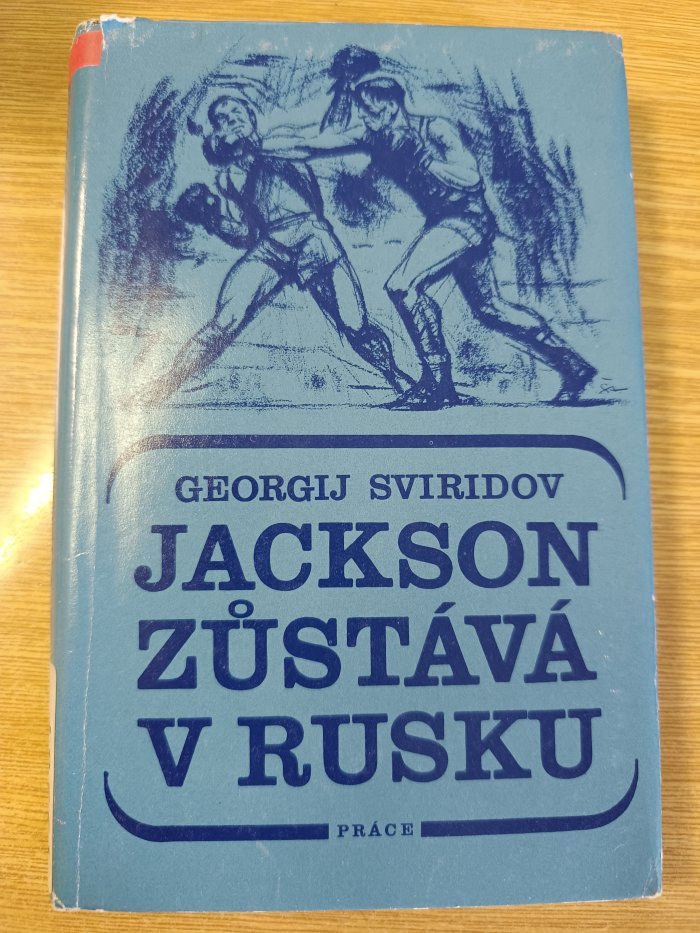 GEORGIJ SVIRIDOV
JACKSON
ZŮSTÁVÁ
V RUSKU
PRÁCE